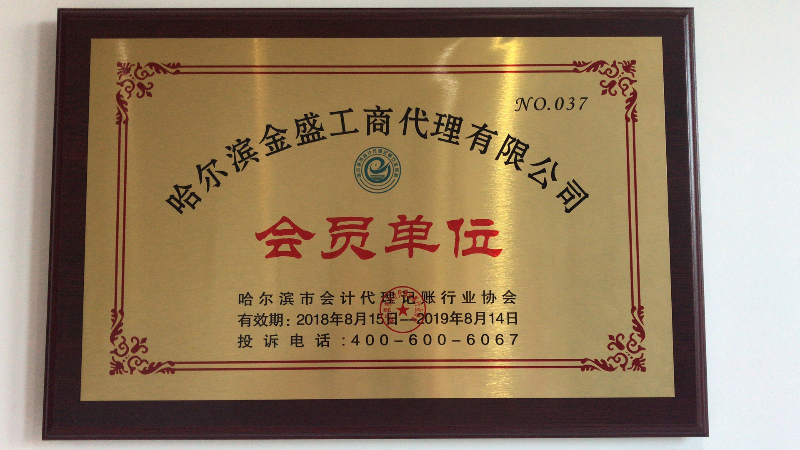 NO.037
哈尔滨金盛工商代理有限公司
会员单位
哈尔滨市会计代理记账行业协会
有效期：2018年8月15日—2019年8月14日
投诉电话：400-600-6067